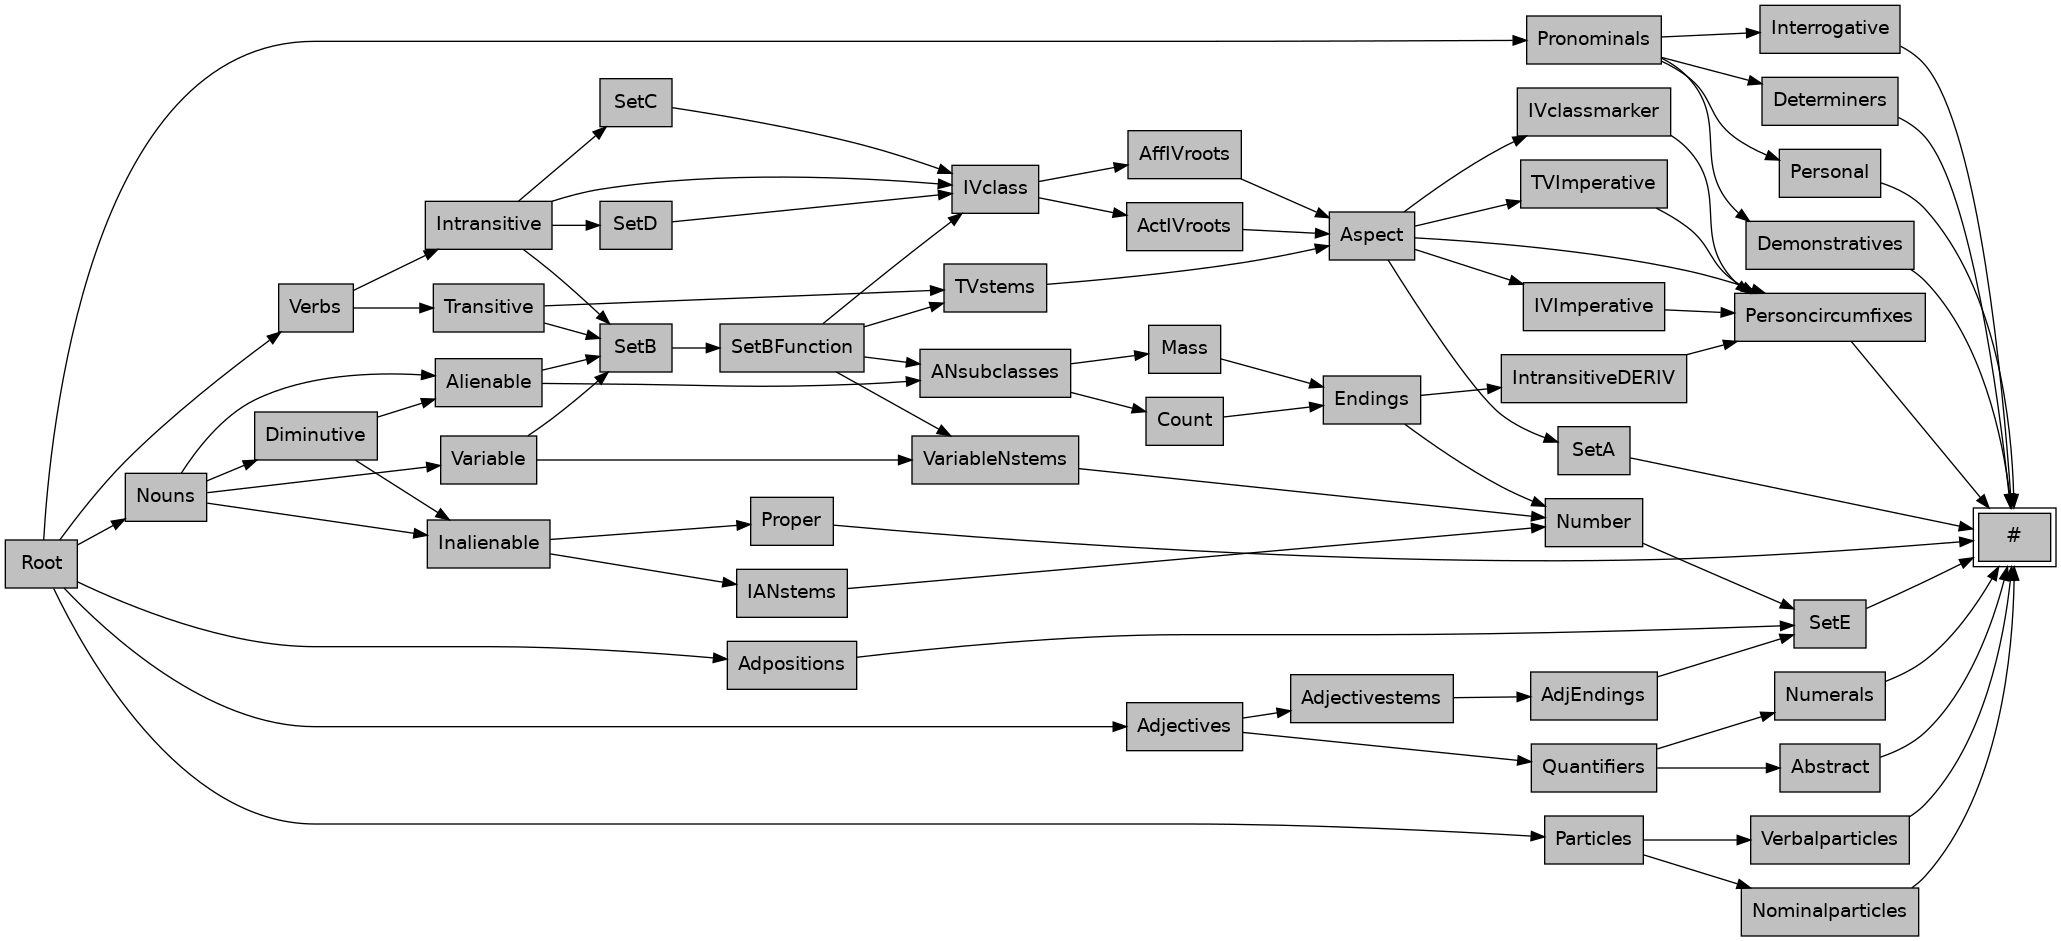 Interrogative
Pronominals
Determiners
SetC
IVclassmarker
AffIVroots
Personal
TVImperative
IVclass
Intransitive
SetD
ActIVroots
Aspect
Demonstratives
TVstems
Verbs
Transitive
IVImperative
Personcircumfixes
SetB
SetBFunction
Mass
ANsubclasses
IntransitiveDERIV
Alienable
Endings
Count
Diminutive
SetA
Variable
VariableNstems
Nouns
Proper
Number
#
Inalienable
Root
IANstems
SetE
Adpositions
Adjectivestems
AdjEndings
Numerals
Adjectives
Quantifiers
Abstract
Particles
Verbalparticles
Nominalparticles